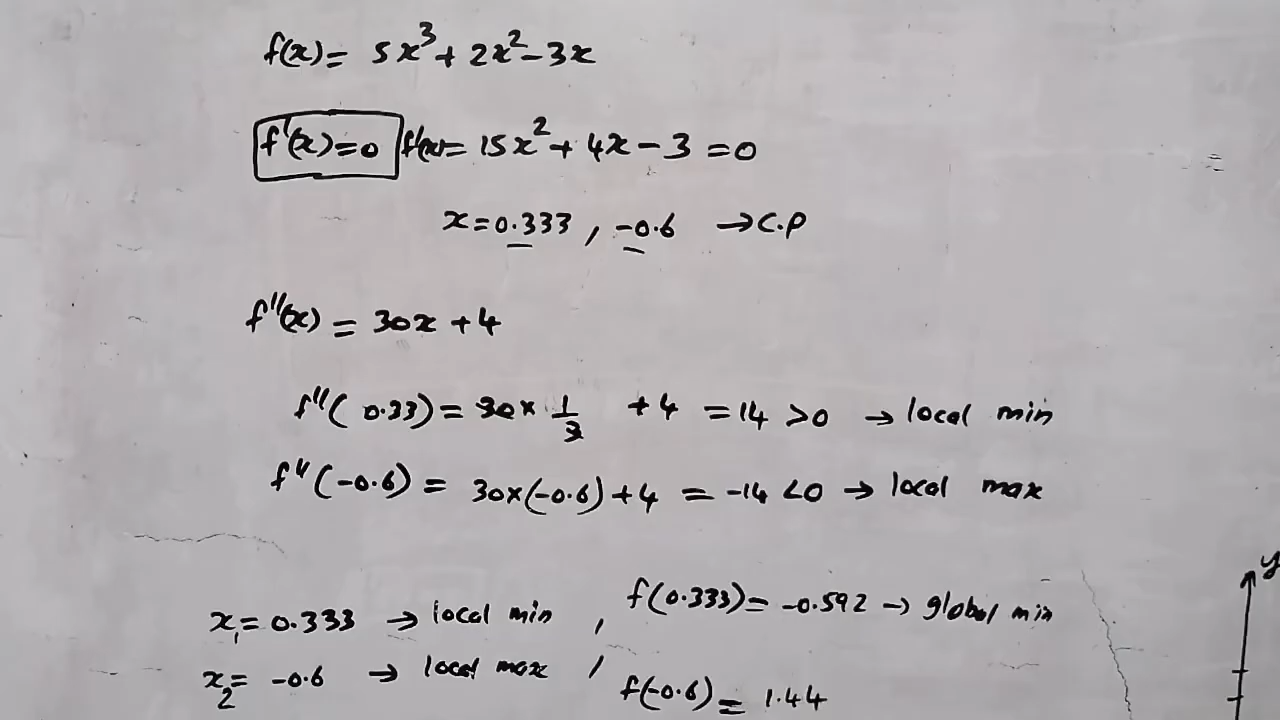 f(x) = 5x³ + 2x² - 3x
f'(x)=0 f'(x)= 15x² + 4x - 3 = 0
x = 0.333 , -0.6 → C.P
f''(x) = 30x + 4
f''( 0.33) = 30 × 1/3 + 4 = 14 > 0 → local min
f''(-0.6) = 30×(-0.6) + 4 = -14 < 0 → local max
x₁ = 0.333 → local min , f(0.333) = -0.592 → global min
x₂ = -0.6 → local max , f(-0.6) = 1.44
y